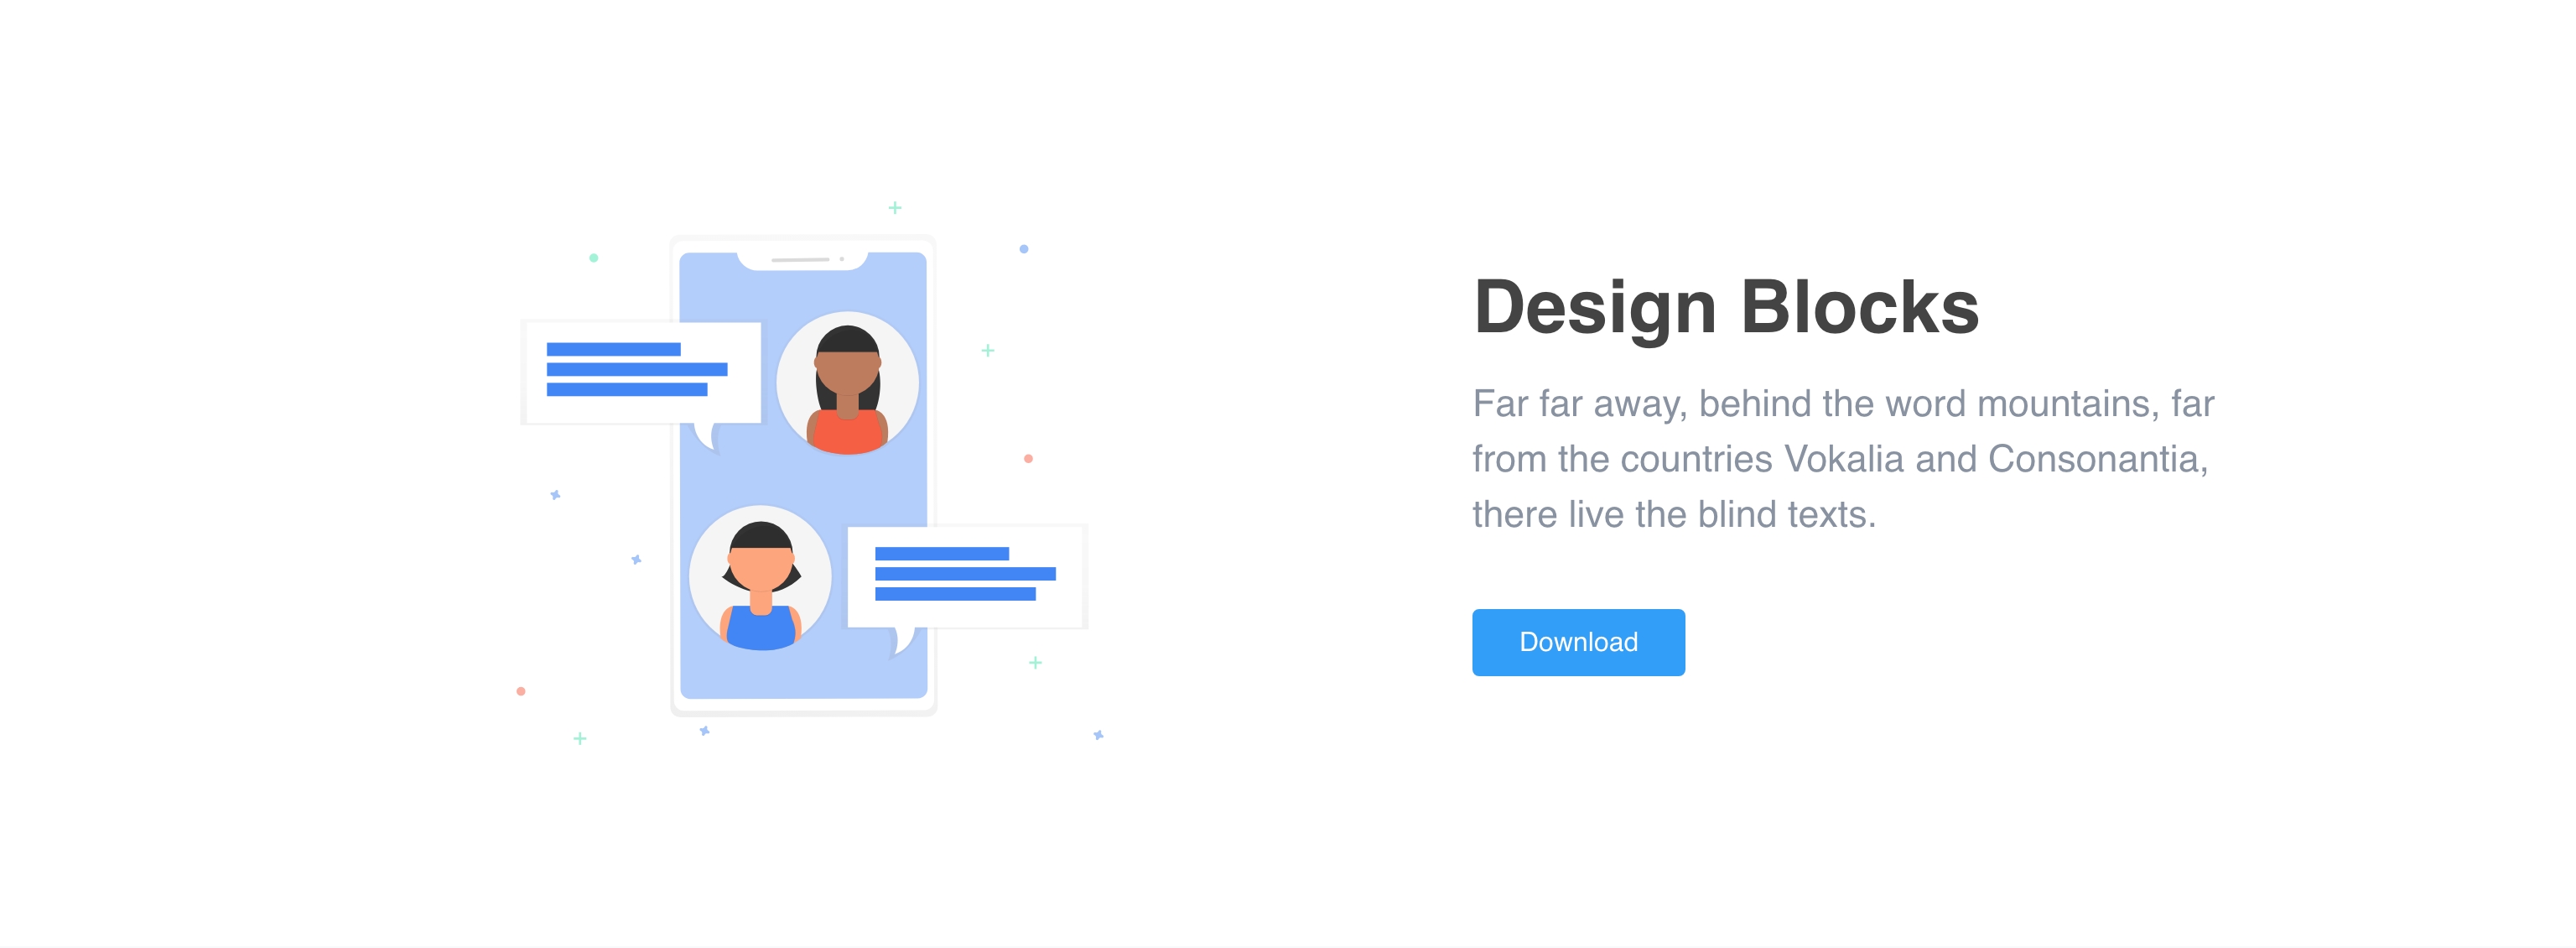 Design Blocks
Far far away, behind the word mountains, far
from the countries Vokalia and Consonantia,
there live the blind texts.
Download